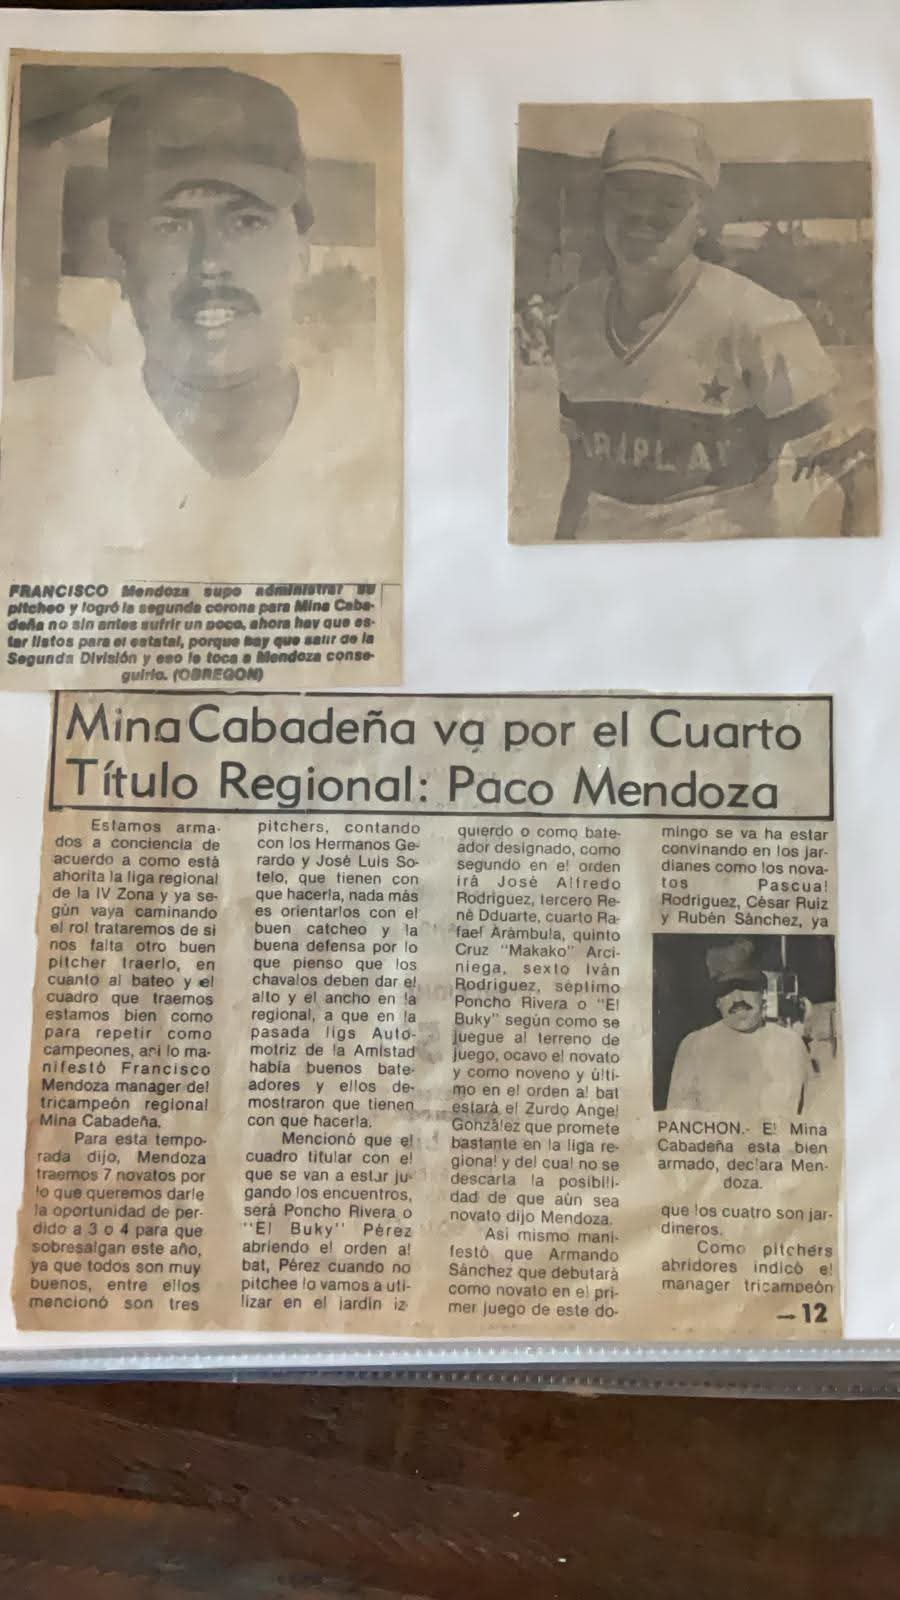 FRANCISCO Mendoza supo administrar su
pitcheo y logró la segunda corona para Mina Caba-
deña no sin antes sufrir un poco, ahora hay que es-
tar listos para el estatal, porque hay que salir de la
Segunda División y eso le toca a Mendoza conse-
guirlo. (OBREGON)
Mina Cabadeña va por el Cuarto
Título Regional: Paco Mendoza
Estamos arma-
dos a conciencia de
acuerdo a como está
ahorita la liga regional
de la IV Zona y ya se-
gún vaya caminando
el rol trataremos de si
nos falta otro buen
pitcher traerlo, en
cuanto al bateo y el
cuadro que traemos
estamos bien como
para repetir como
campeones, así lo ma-
nifestó Francisco
Mendoza manager del
tricampeón regional
Mina Cabadeña.
Para esta tempo-
rada dijo, Mendoza
traemos 7 novatos por
lo que queremos darle
la oportunidad de per-
dido a 3 o 4 para que
sobresalgan este año,
ya que todos son muy
buenos, entre ellos
mencionó son tres
pitchers, contando
con los Hermanos Ge-
rardo y José Luis So-
telo, que tienen con
que hacerla, nada más
es orientarlos con el
buen catcheo y la
buena defensa por lo
que pienso que los
chavalos deben dar el
alto y el ancho en la
regional, a que en la
pasada ligs Auto-
motriz de la Amistad
había buenos bate-
adores y ellos de-
mostraron que tienen
con que hacerla.
Mencionó que el
cuadro titular con el
que se van a estar ju-
gando los encuentros,
será Poncho Rivera o
"El Buky" Pérez
abriendo el orden al
bat, Pérez cuando no
pitchee lo vamos a uti-
lizar en el jardín iz
quierdo o como bate-
ador designado, como
segundo en el orden
irá José Alfredo
Rodríguez, tercero Re-
né Dduarte, cuarto Ra-
fael Arámbula, quinto
Cruz "Makako" Arci-
niega, sexto Iván
Rodríguez, séptimo
Poncho Rivera o "El
Buky" según como se
juegue al terreno de
juego, ocavo el novato
y como noveno y últi-
mo en el orden al bat
estará el Zurdo Angel
González que promete
bastante en la liga re-
gional y del cual no se
descarta la posibili-
dad de que aún sea
novato dijo Mendoza.
Asi mismo mani-
festó que Armando
Sánchez que debutará
como novato en el pri-
mer juego de este do-
mingo se va ha estar
convinando en los jar-
dianes como los nova-
tos Pascual
Rodriguez, César Ruiz
y Rubén Sánchez, ya
PANCHON.- El Mina
Cabadeña esta bien
armado, declara Men-
doza.
que los cuatro son jar-
dineros.
Como pitchers
abridores indicó el
manager tricampeón
—12